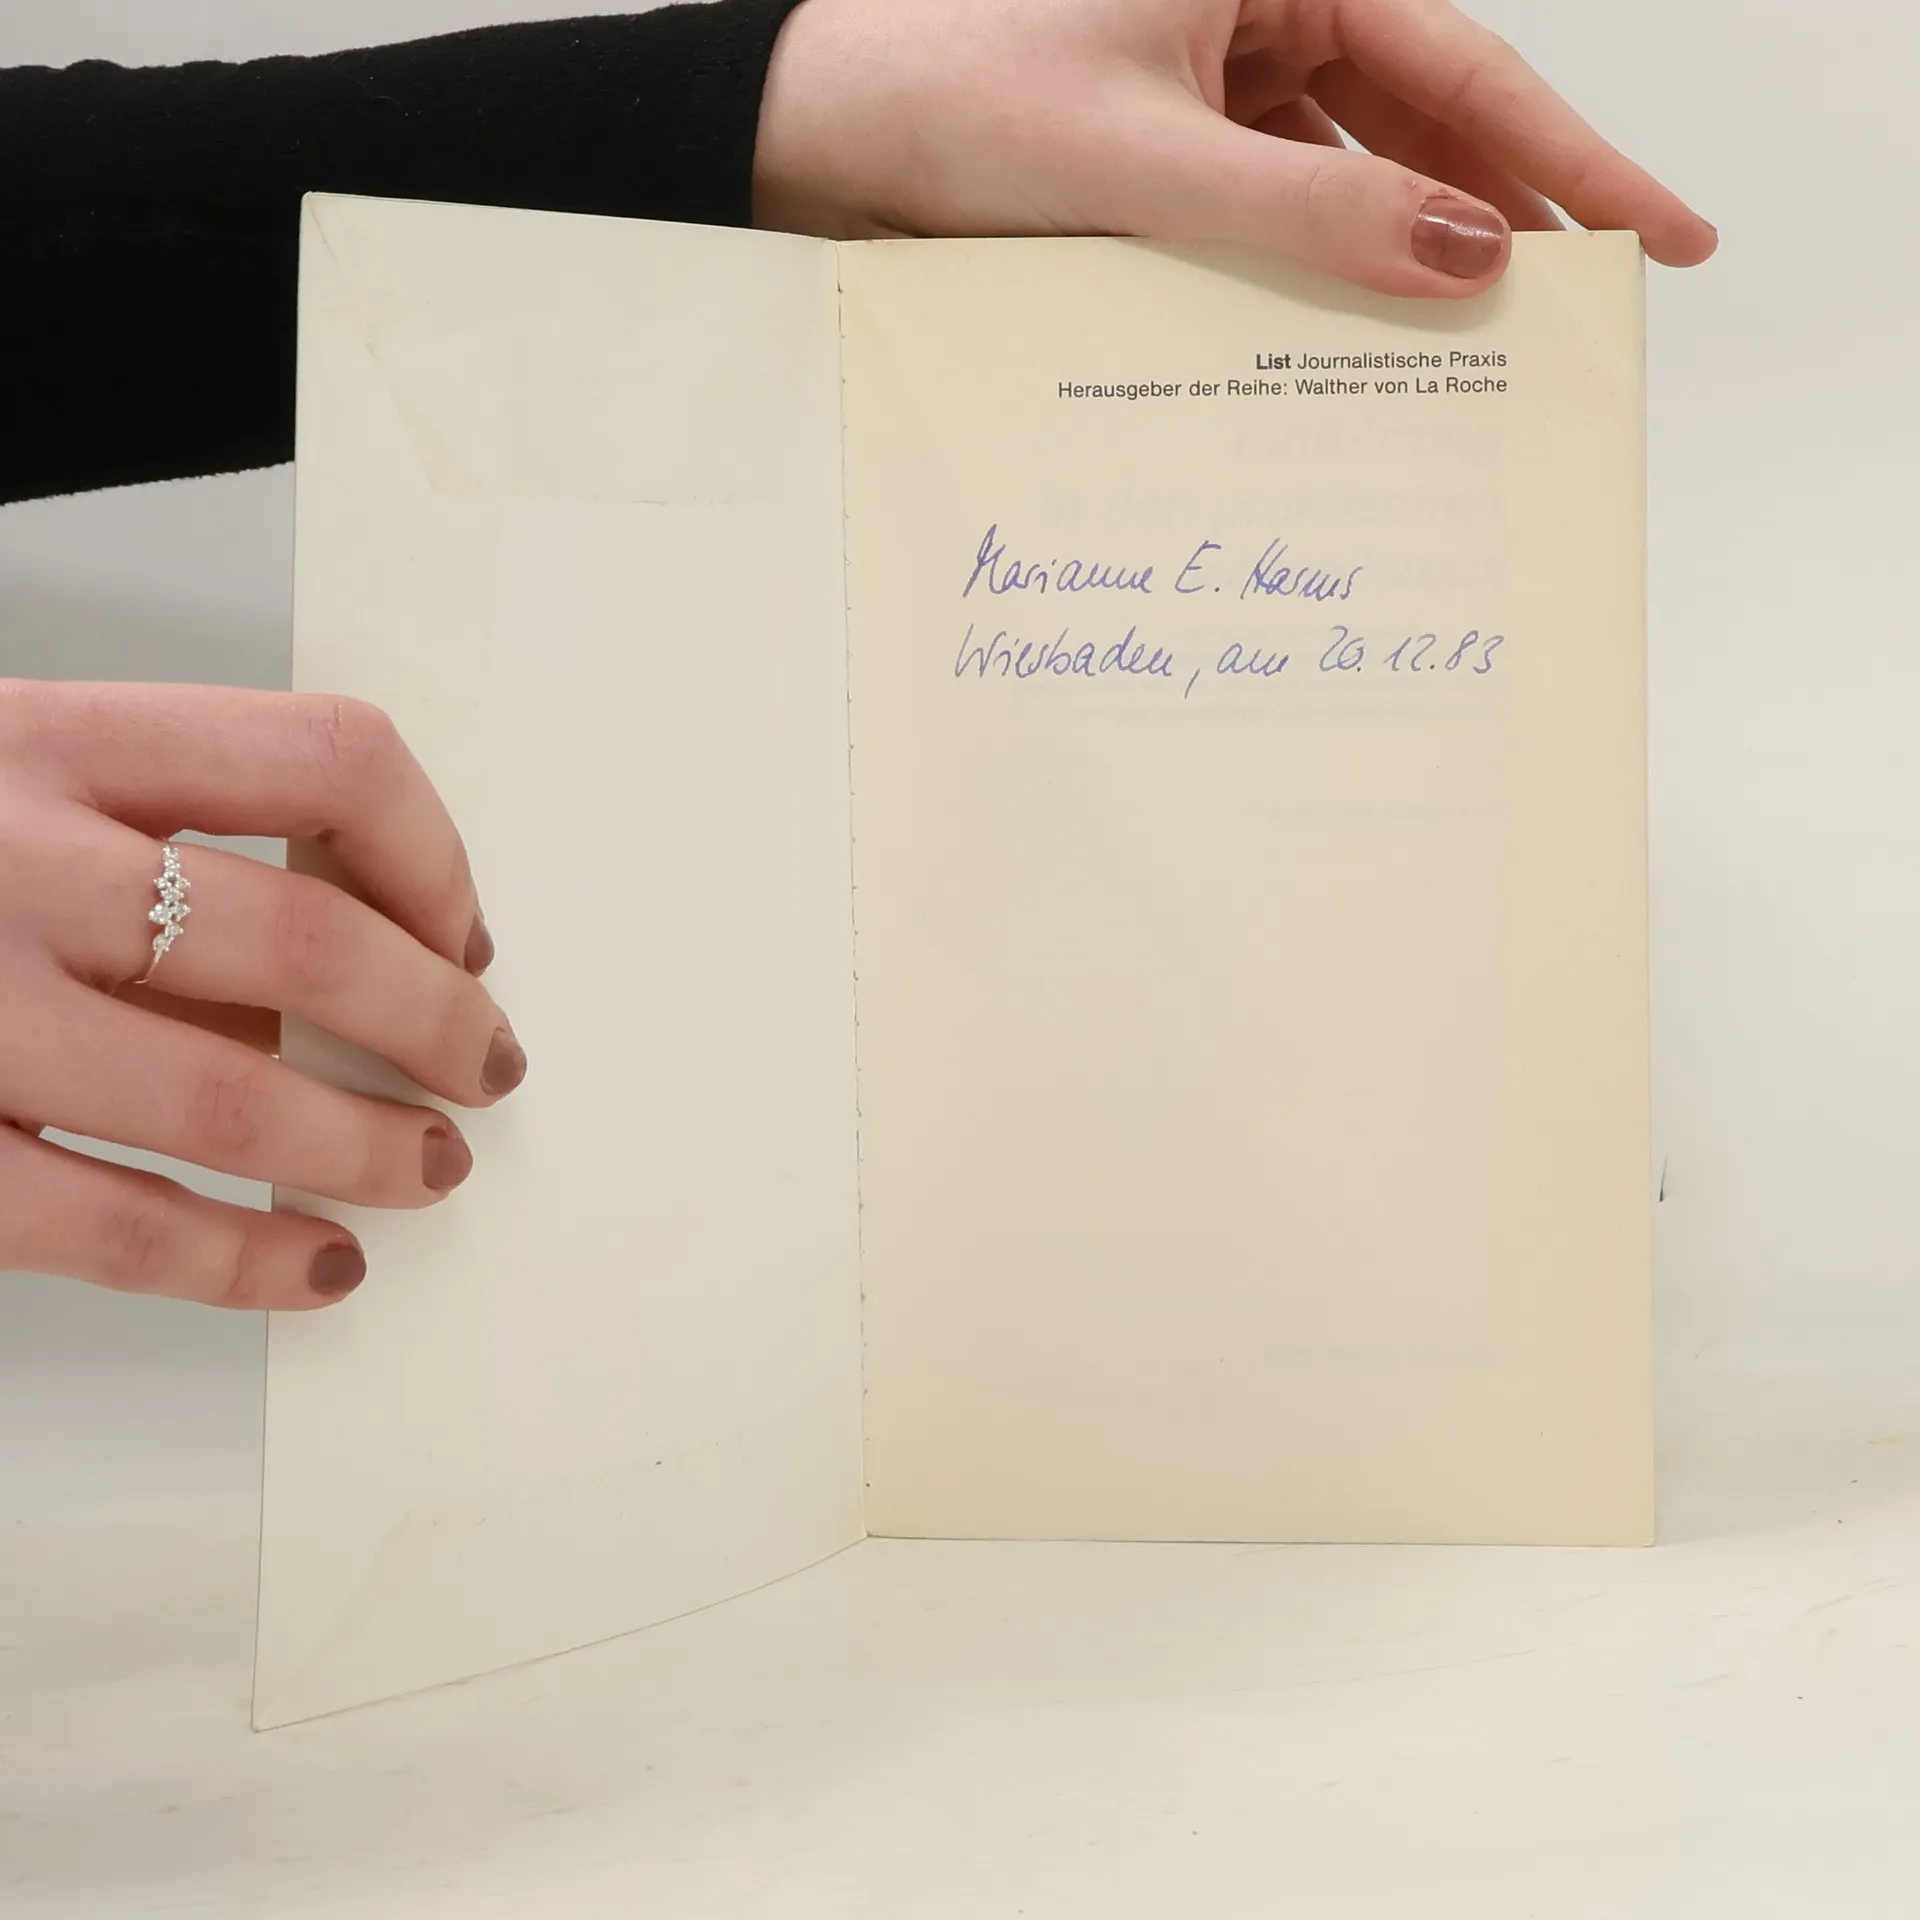 List Journalistische Praxis
Herausgeber der Reihe: Walther von La Roche
Marianne E. Harms
Wiesbaden, am 20.12.83